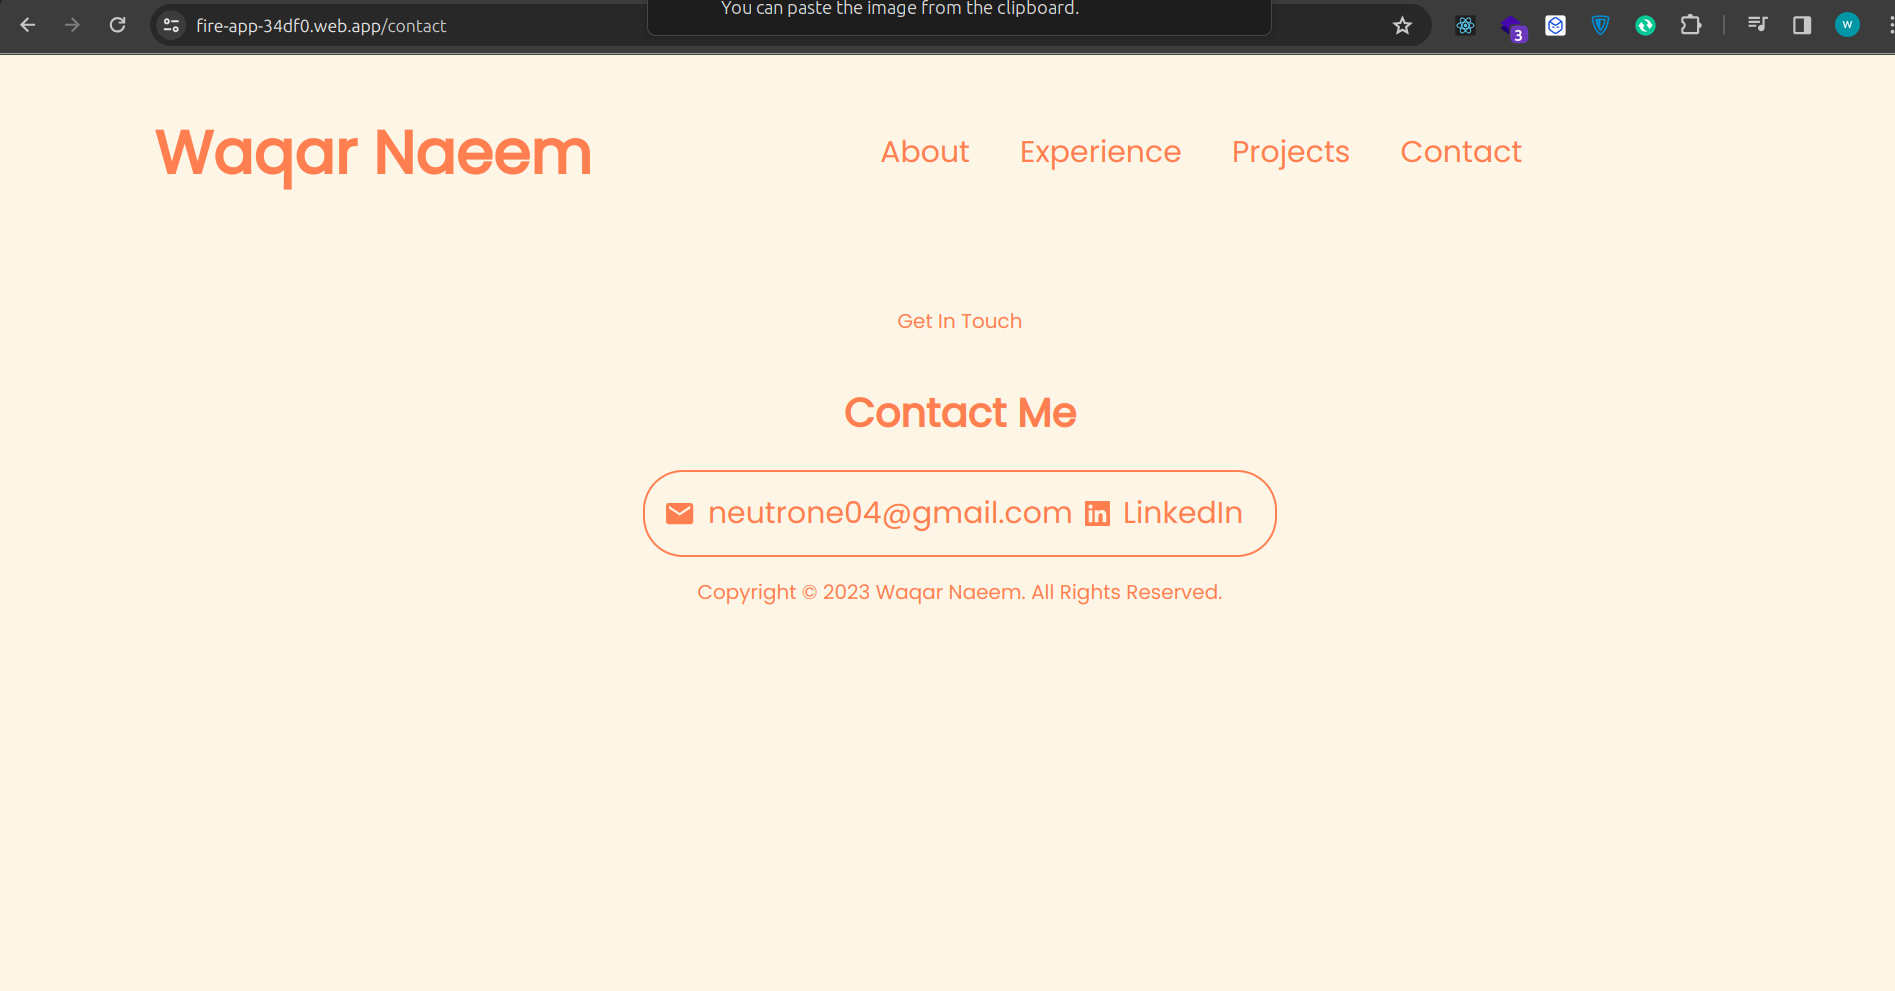 You can paste the image from the clipboard.
fire-app-34df0.web.app/contact
3
W
Waqar Naeem
About Experience Projects Contact
Get In Touch
Contact Me
neutrone04@gmail.com in LinkedIn
Copyright © 2023 Waqar Naeem. All Rights Reserved.